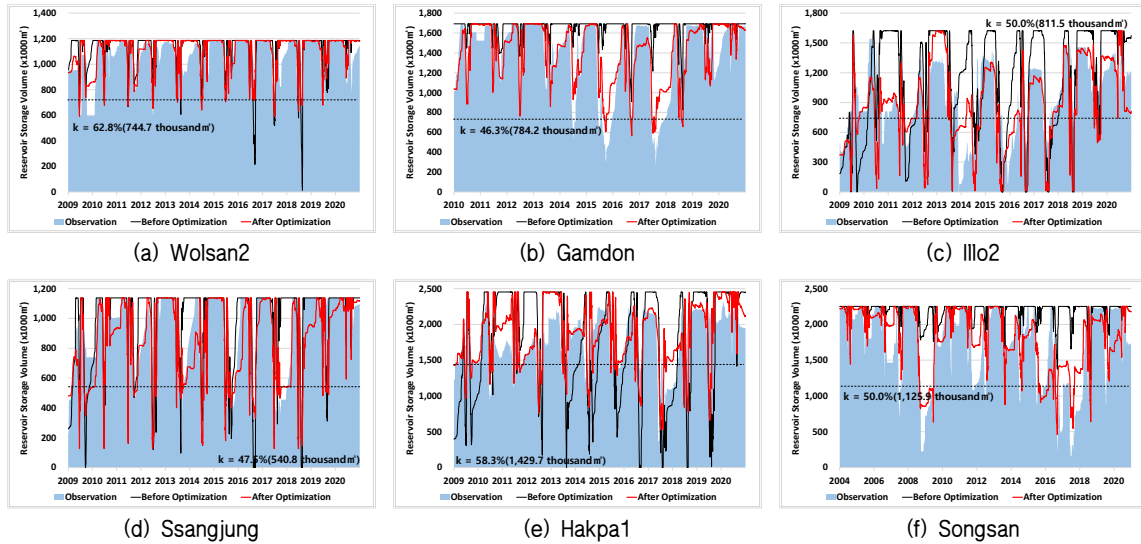 Reservoir Storage Volume (x1000㎥)
1,400
1,200
1,000
800
600
400
200
0
k = 62.8%(744.7 thousand㎥)
2009 2010 2011 2012 2013 2014 2015 2016 2017 2018 2019 2020
Observation Before Optimization After Optimization
(a) Wolsan2
Reservoir Storage Volume (x1000㎥)
1,800
1,600
1,400
1,200
1,000
800
600
400
200
0
k = 46.3%(784.2 thousand㎥)
2010 2011 2012 2013 2014 2015 2016 2017 2018 2019 2020
Observation Before Optimization After Optimization
(b) Gamdon
Reservoir Storage Volume (x1000㎥)
1,800
1,500
1,200
900
600
300
0
k = 50.0%(811.5 thousand㎥)
2009 2010 2011 2012 2013 2014 2015 2016 2017 2018 2019 2020
Observation Before Optimization After Optimization
(c) Illo2
Reservoir Storage Volume (x1000㎥)
1,200
1,000
800
600
400
200
0
k = 47.5%(540.8 thousand㎥)
2009 2010 2011 2012 2013 2014 2015 2016 2017 2018 2019 2020
Observation Before Optimization After Optimization
(d) Ssangjung
Reservoir Storage Volume (x1000㎥)
2,500
2,000
1,500
1,000
500
0
k = 58.3%(1,429.7 thousand㎥)
2009 2010 2011 2012 2013 2014 2015 2016 2017 2018 2019 2020
Observation Before Optimization After Optimization
(e) Hakpa1
Reservoir Storage Volume (x1000㎥)
2,500
2,000
1,500
1,000
500
0
k = 50.0%(1,125.9 thousand㎥)
2004 2006 2008 2010 2012 2014 2016 2018 2020
Observation Before Optimization After Optimization
(f) Songsan